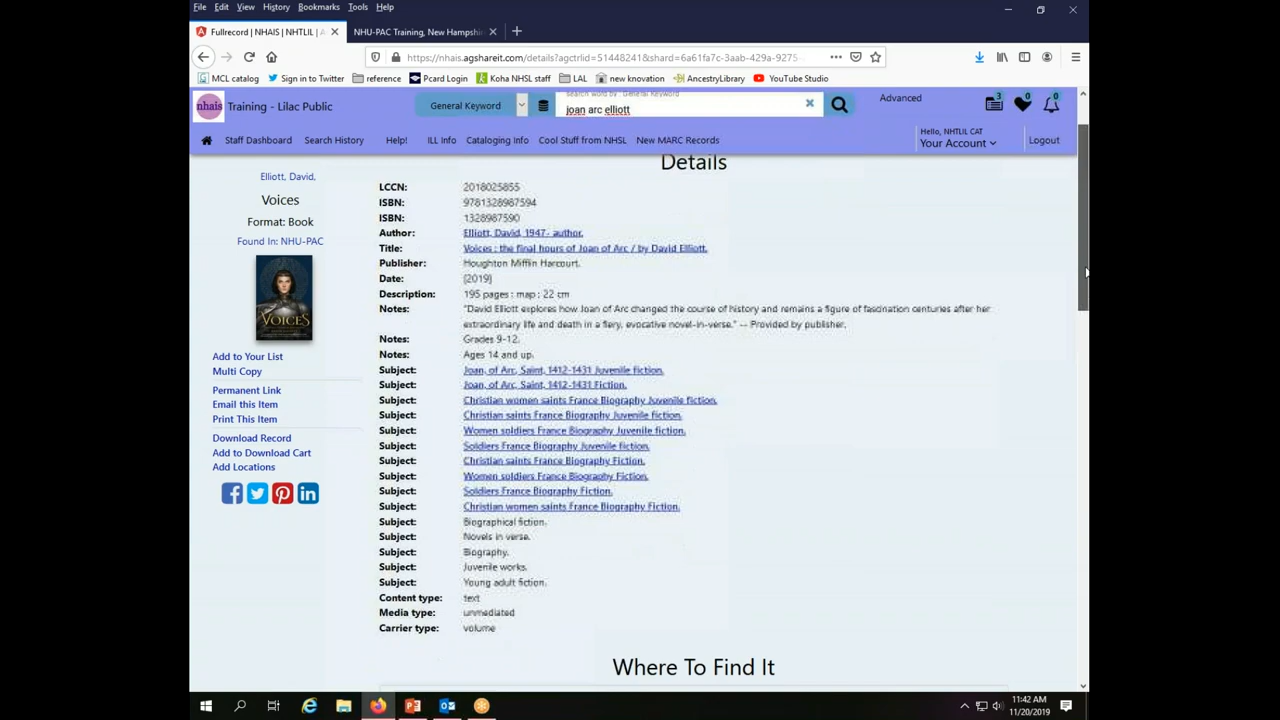 File Edit View History Bookmarks Tools Help
Fullrecord | NHAIS | NHTLIL | A
NHU-PAC Training, New Hampshir
https://nhais.agshareit.com/details?agctrlid=51448241&shard=6a61fa7c-3aab-429a-9275-
MCL catalog Sign in to Twitter reference Pcard Login Koha NHSL staff LAL new knovation AncestryLibrary YouTube Studio
nhais Training - Lilac Public
General Keyword
search word by : General Keyword
joan arc elliott
Advanced
3 0 0
Staff Dashboard Search History Help! ILL Info Cataloging Info Cool Stuff from NHSL New MARC Records
Hello, NHTLIL CAT
Your Account
Logout
Details
Elliott, David,
Voices
Format: Book
Found In: NHU-PAC
VOICES
Add to Your List
Multi Copy
Permanent Link
Email this Item
Print This Item
Download Record
Add to Download Cart
Add Locations
LCCN: 2018025855
ISBN: 9781328987594
ISBN: 1328987590
Author: Elliott, David, 1947- author.
Title: Voices : the final hours of Joan of Arc / by David Elliott.
Publisher: Houghton Mifflin Harcourt.
Date: [2019]
Description: 195 pages : map : 22 cm
Notes: "David Elliott explores how Joan of Arc changed the course of history and remains a figure of fascination centuries after her
extraordinary life and death in a fiery, evocative novel-in-verse." -- Provided by publisher.
Notes: Grades 9-12.
Notes: Ages 14 and up.
Subject: Joan, of Arc, Saint, 1412-1431 Juvenile fiction.
Subject: Joan, of Arc, Saint, 1412-1431 Fiction.
Subject: Christian women saints France Biography Juvenile fiction.
Subject: Christian saints France Biography Juvenile fiction.
Subject: Women soldiers France Biography Juvenile fiction.
Subject: Soldiers France Biography Juvenile fiction.
Subject: Christian saints France Biography Fiction.
Subject: Women soldiers France Biography Fiction.
Subject: Soldiers France Biography Fiction.
Subject: Christian women saints France Biography Fiction.
Subject: Biographical fiction.
Subject: Novels in verse.
Subject: Biography.
Subject: Juvenile works.
Subject: Young adult fiction.
Content type: text
Media type: unmediated
Carrier type: volume
Where To Find It
11:42 AM
11/20/2019